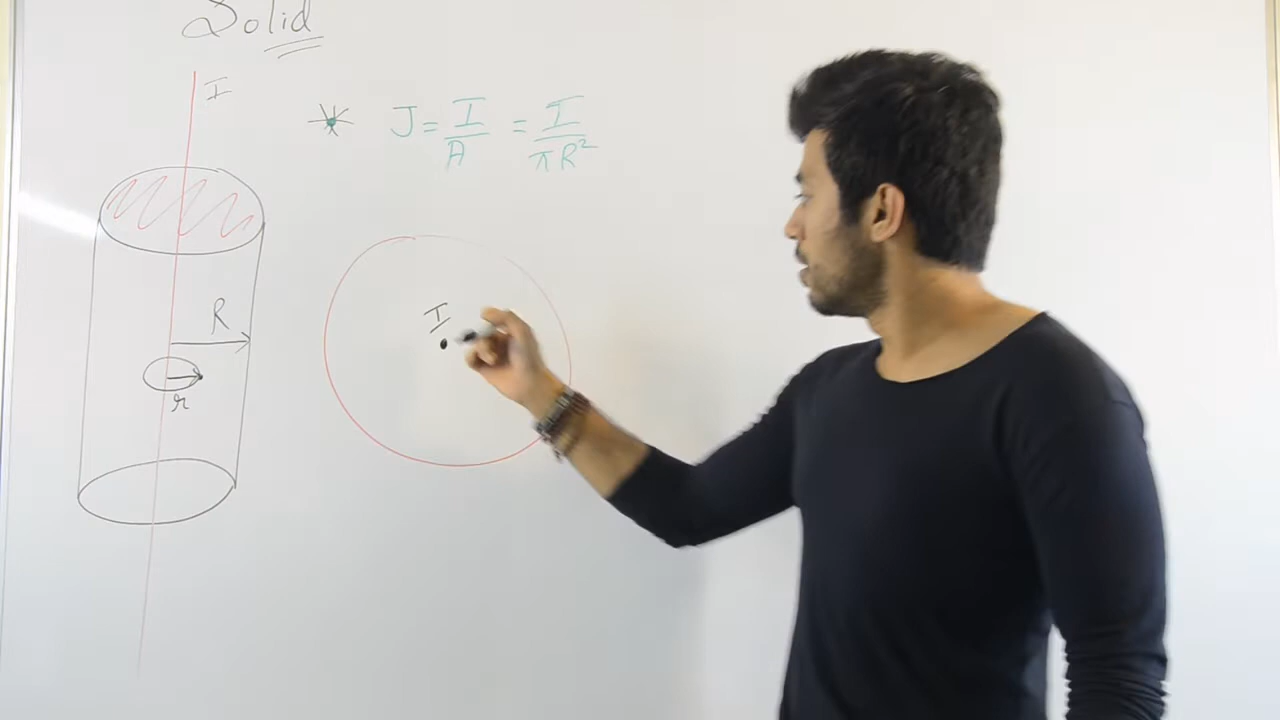 Solid
I
J = I/A = I/πR²
R
r
I